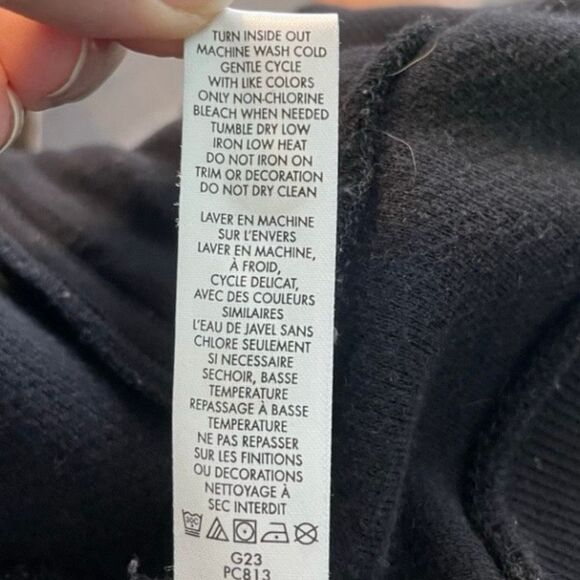 TURN INSIDE OUT
MACHINE WASH COLD
GENTLE CYCLE
WITH LIKE COLORS
ONLY NON-CHLORINE
BLEACH WHEN NEEDED
TUMBLE DRY LOW
IRON LOW HEAT
DO NOT IRON ON
TRIM OR DECORATION
DO NOT DRY CLEAN
LAVER EN MACHINE
SUR L'ENVERS
LAVER EN MACHINE,
À FROID,
CYCLE DELICAT,
AVEC DES COULEURS
SIMILAIRES
L'EAU DE JAVEL SANS
CHLORE SEULEMENT
SI NECESSAIRE
SECHOIR, BASSE
TEMPERATURE
REPASSAGE À BASSE
TEMPERATURE
NE PAS REPASSER
SUR LES FINITIONS
OU DECORATIONS
NETTOYAGE À
SEC INTERDIT
G23
PC813